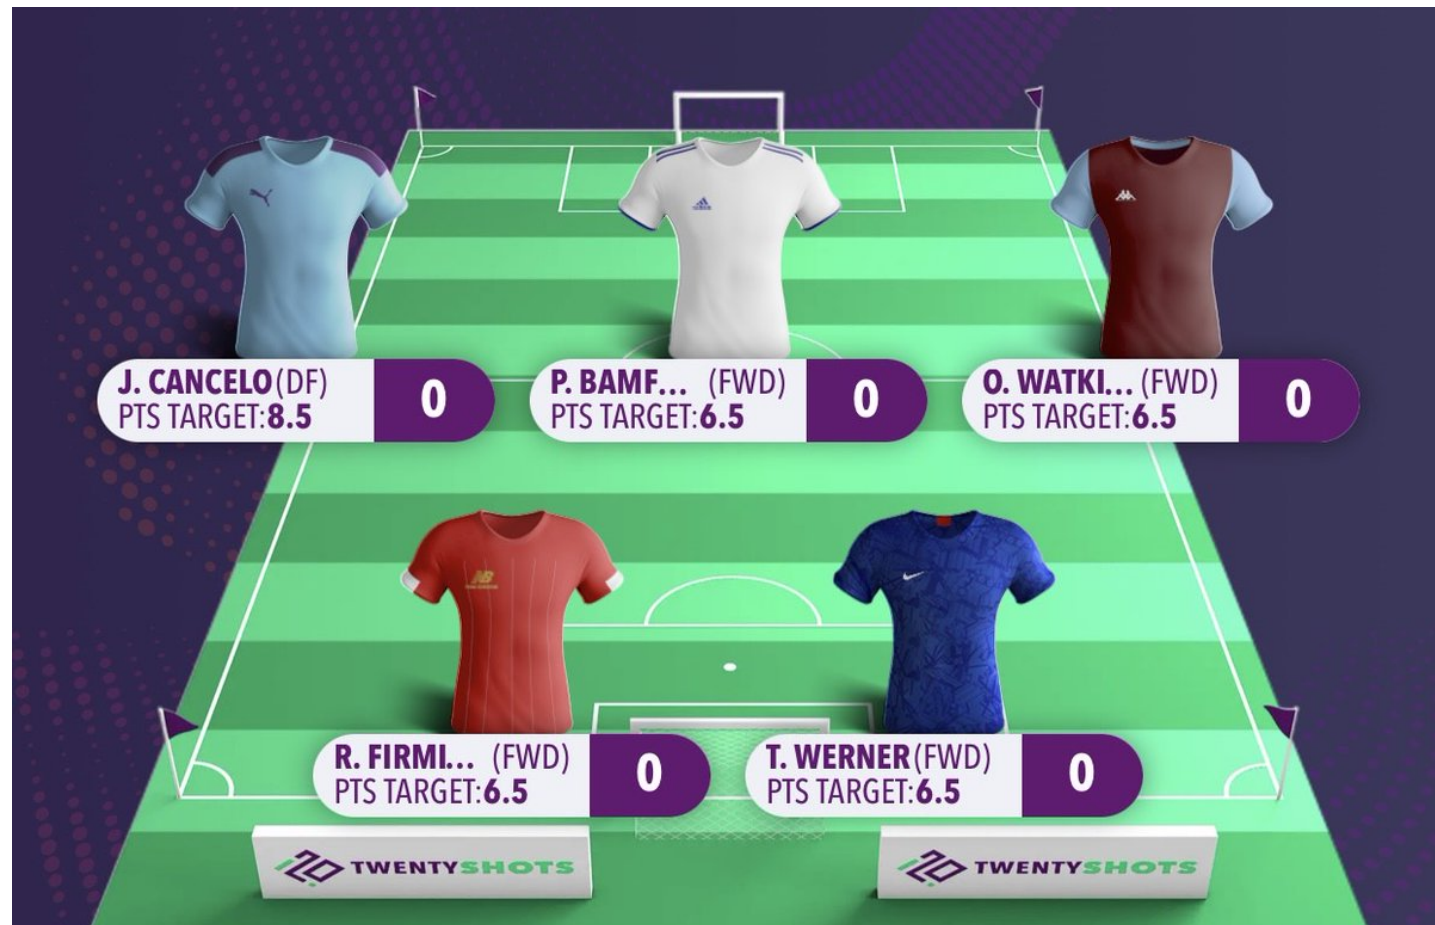 J. CANCELO (DF)
PTS TARGET:8.5
0
P. BAMF... (FWD)
PTS TARGET:6.5
0
O. WATKI... (FWD)
PTS TARGET:6.5
0
R. FIRMI... (FWD)
PTS TARGET:6.5
0
T. WERNER (FWD)
PTS TARGET:6.5
0
TWENTYSHOTS
TWENTYSHOTS